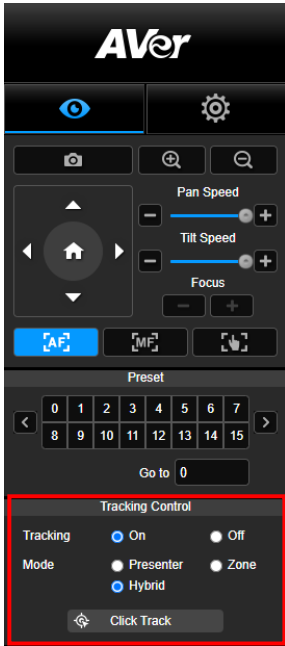 AVer
Pan Speed
Tilt Speed
Focus
AF MF
Preset
0 1 2 3 4 5 6 7
8 9 10 11 12 13 14 15
Go to 0
Tracking Control
Tracking On Off
Mode Presenter Zone
Hybrid
Click Track